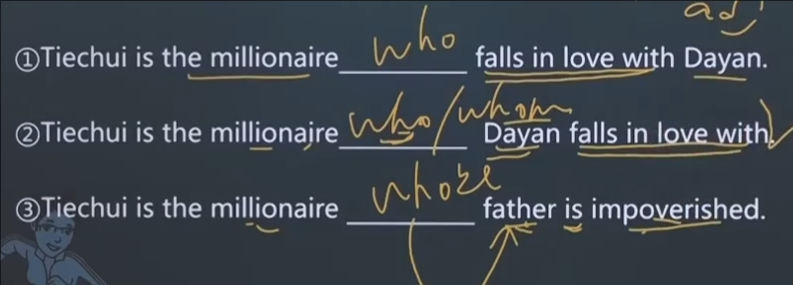 adj
①Tiechui is the millionaire who falls in love with Dayan.
②Tiechui is the millionaire who/whom Dayan falls in love with.
③Tiechui is the millionaire whose father is impoverished.